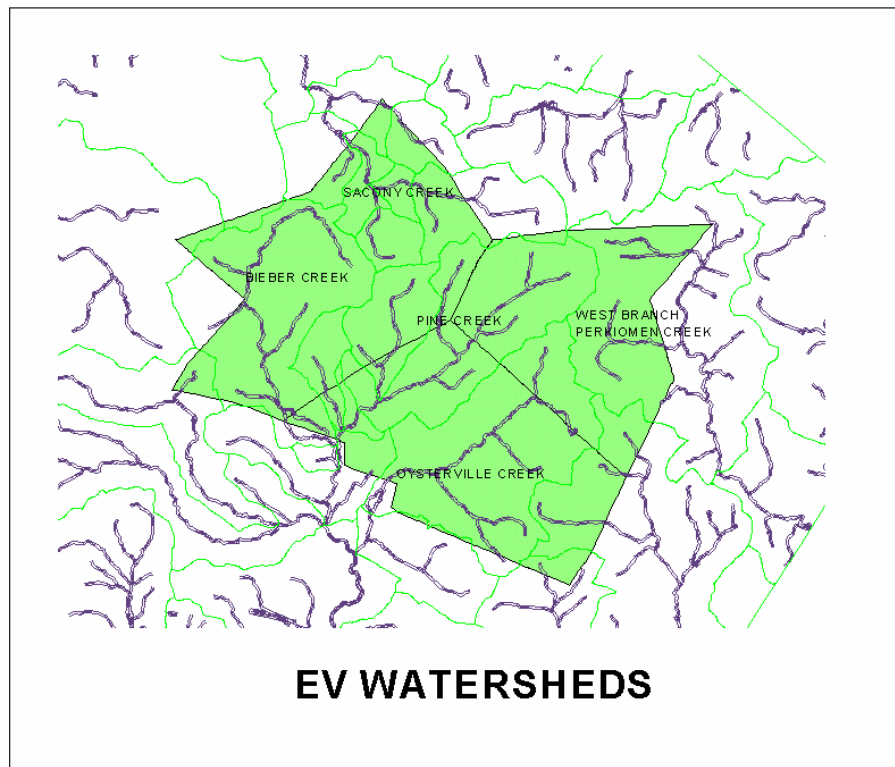 SACONY CREEK
BIEBER CREEK
PINE CREEK
WEST BRANCH
PERKIOMEN CREEK
OYSTERVILLE CREEK
EV WATERSHEDS